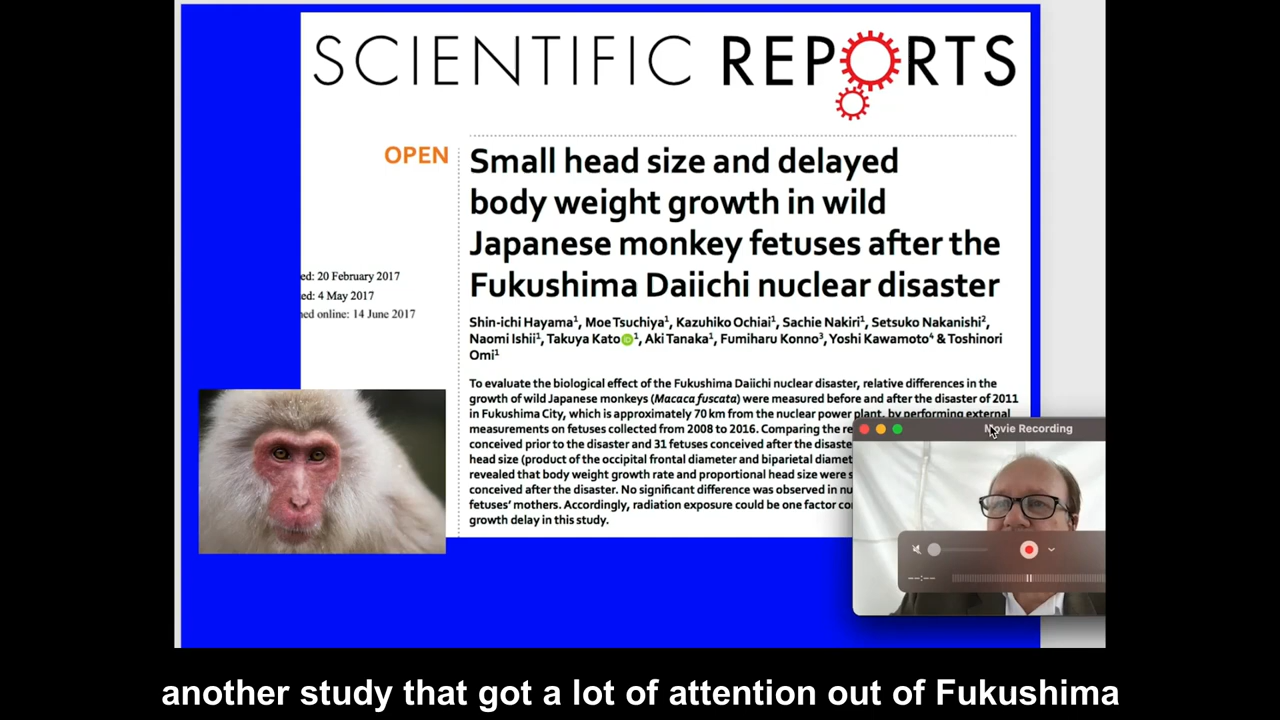 SCIENTIFIC REPORTS
OPEN
Small head size and delayed
body weight growth in wild
Japanese monkey fetuses after the
Fukushima Daiichi nuclear disaster
ed: 20 February 2017
ed: 4 May 2017
ned online: 14 June 2017
Shin-ichi Hayama1, Moe Tsuchiya1, Kazuhiko Ochiai1, Sachie Nakiri1, Setsuko Nakanishi2,
Naomi Ishii1, Takuya Kato iD 1, Aki Tanaka1, Fumiharu Konno3, Yoshi Kawamoto4 & Toshinori
Omi1
To evaluate the biological effect of the Fukushima Daiichi nuclear disaster, relative differences in the
growth of wild Japanese monkeys (Macaca fuscata) were measured before and after the disaster of 2011
in Fukushima City, which is approximately 70 km from the nuclear power plant, by performing external
measurements on fetuses collected from 2008 to 2016. Comparing the re
conceived prior to the disaster and 31 fetuses conceived after the disaste
head size (product of the occipital frontal diameter and biparietal diamet
revealed that body weight growth rate and proportional head size were s
conceived after the disaster. No significant difference was observed in nu
fetuses' mothers. Accordingly, radiation exposure could be one factor co
growth delay in this study.
Movie Recording
--:--
another study that got a lot of attention out of Fukushima